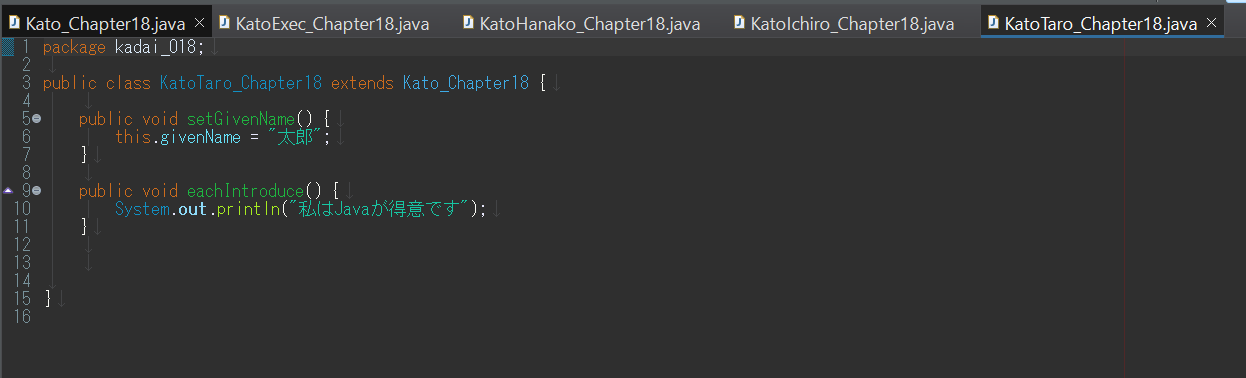 Kato_Chapter18.java KatoExec_Chapter18.java KatoHanako_Chapter18.java KatoIchiro_Chapter18.java KatoTaro_Chapter18.java
1 package kadai_018;
2
3 public class KatoTaro_Chapter18 extends Kato_Chapter18 {
4
5 public void setGivenName() {
6 this.givenName = "太郎";
7 }
8
9 public void eachIntroduce() {
10 System.out.println("私はJavaが得意です");
11 }
12
13
14
15 }
16